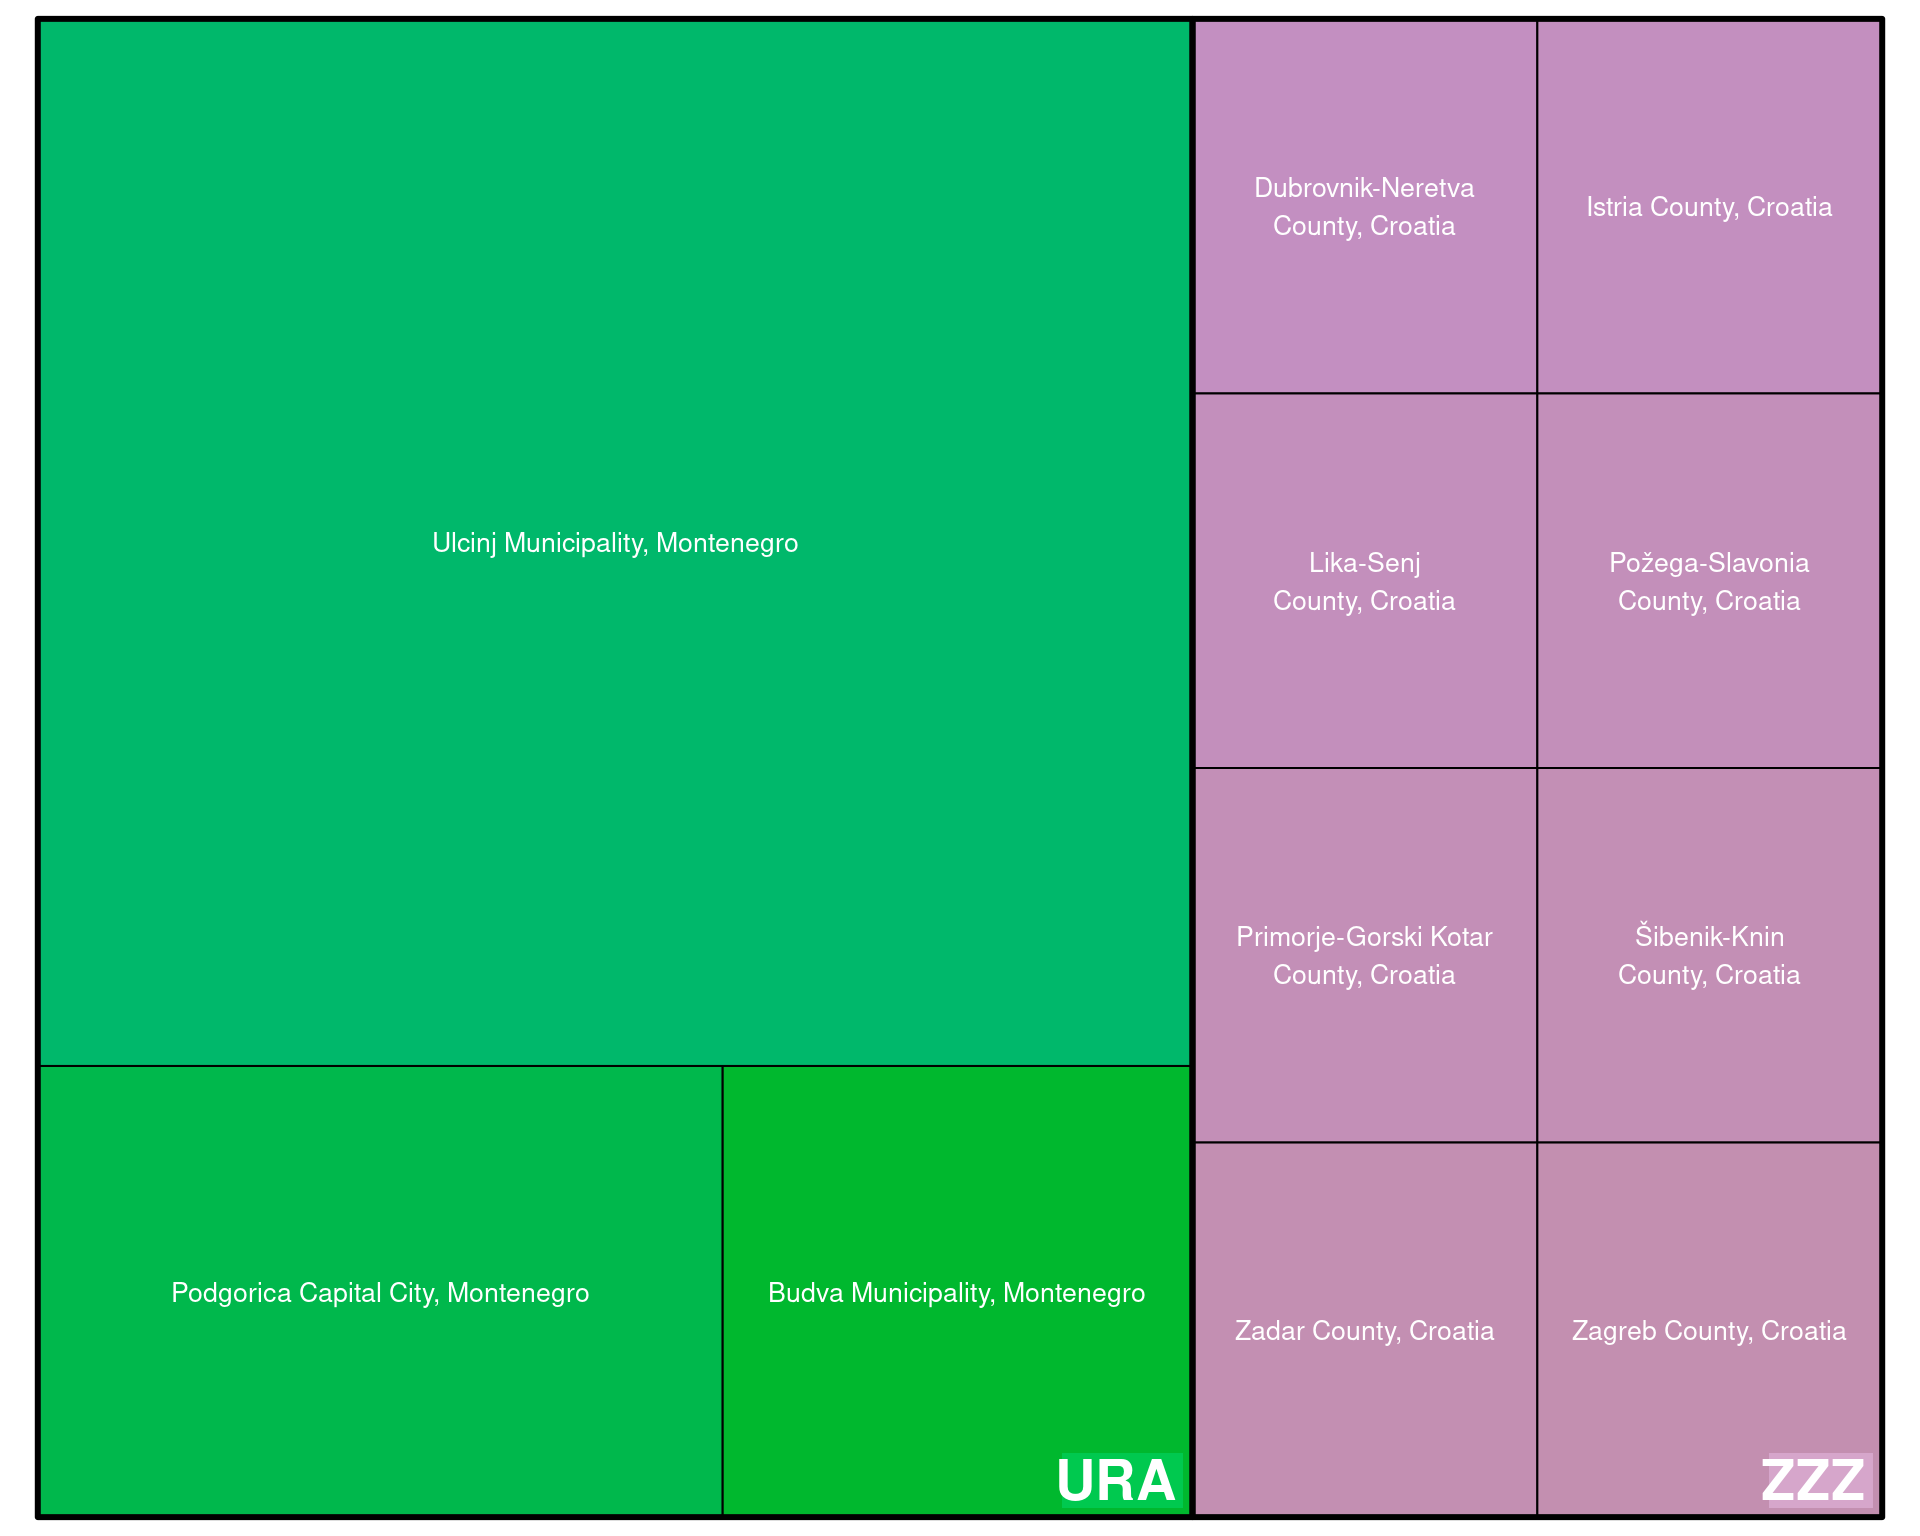 Ulcinj Municipality, Montenegro
Podgorica Capital City, Montenegro
Budva Municipality, Montenegro
URA
Dubrovnik-Neretva
County, Croatia
Istria County, Croatia
Lika-Senj
County, Croatia
Požega-Slavonia
County, Croatia
Primorje-Gorski Kotar
County, Croatia
Šibenik-Knin
County, Croatia
Zadar County, Croatia
Zagreb County, Croatia
ZZZ